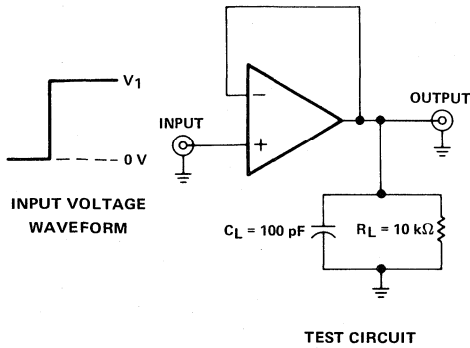 V1
0 V
INPUT VOLTAGE
WAVEFORM
INPUT
−
+
OUTPUT
CL = 100 pF
RL = 10 kΩ
TEST CIRCUIT